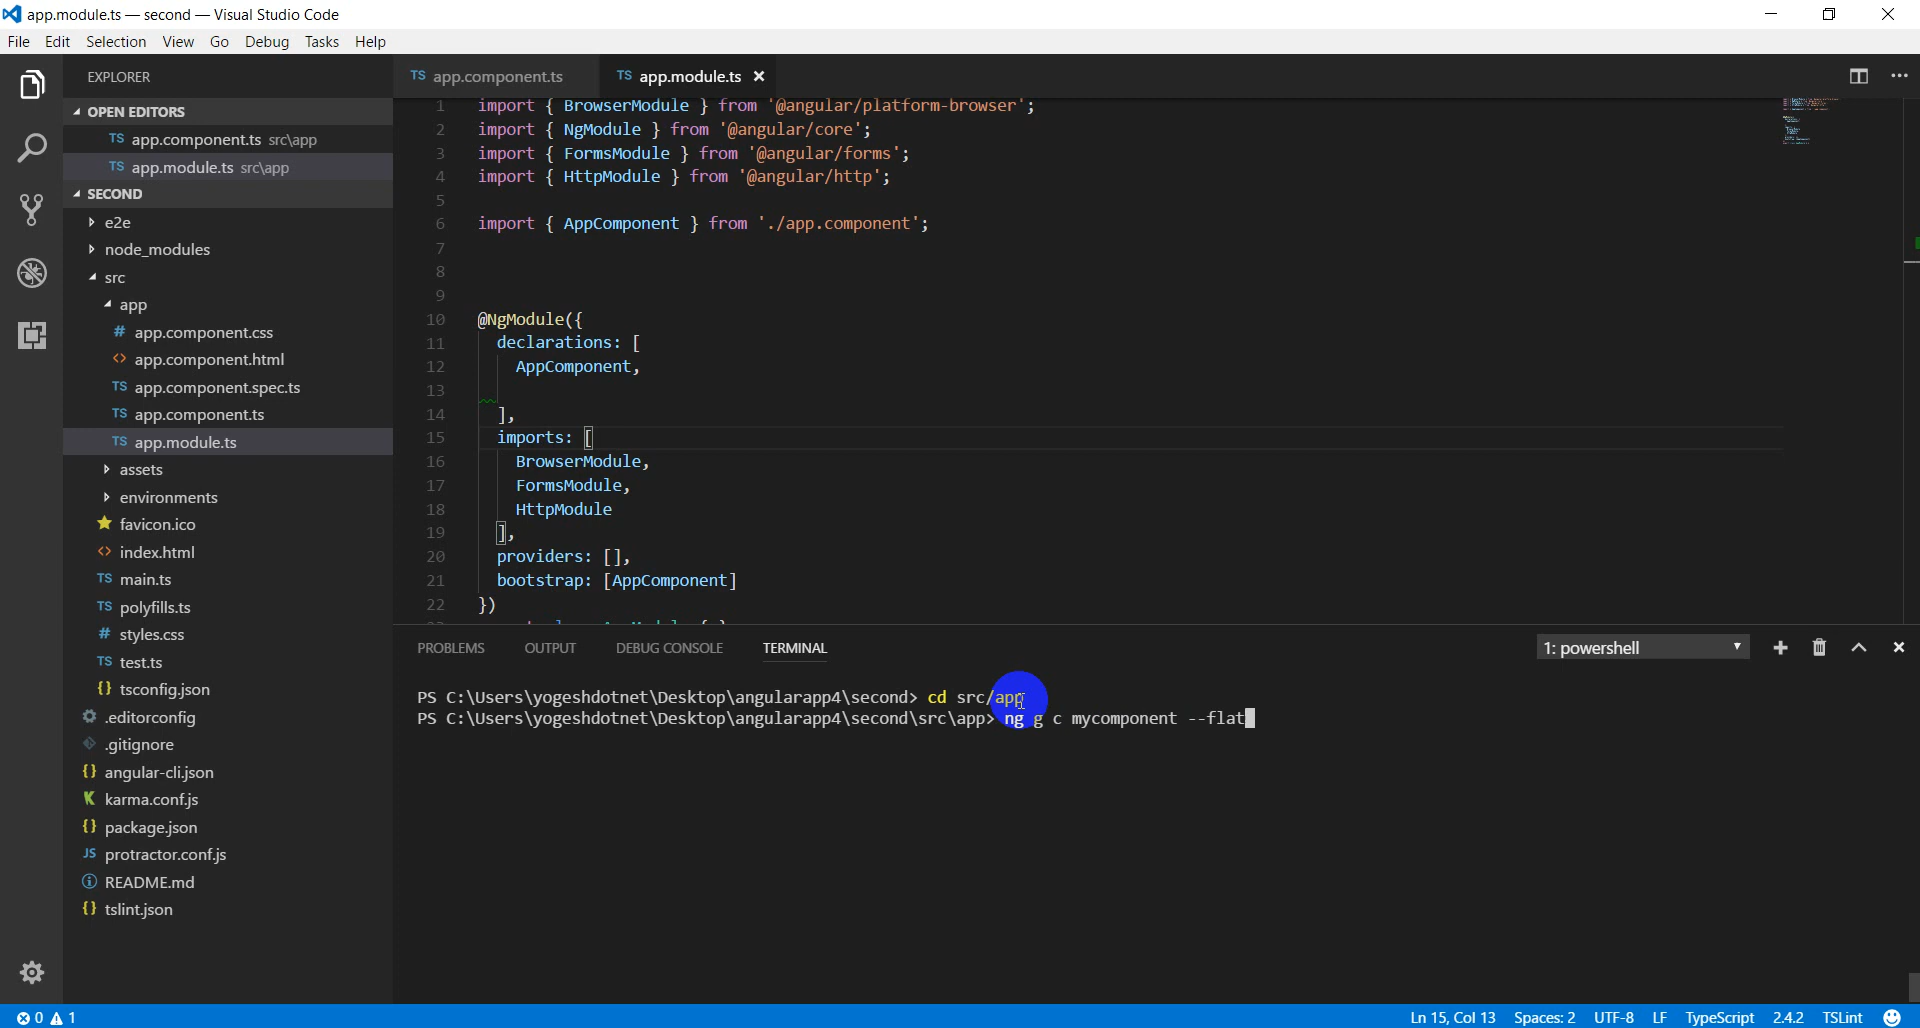 app.module.ts — second — Visual Studio Code
File Edit Selection View Go Debug Tasks Help
EXPLORER
OPEN EDITORS
TS app.component.ts src\app
TS app.module.ts src\app
SECOND
e2e
node_modules
src
app
# app.component.css
<> app.component.html
TS app.component.spec.ts
TS app.component.ts
TS app.module.ts
assets
environments
favicon.ico
<> index.html
TS main.ts
TS polyfills.ts
# styles.css
TS test.ts
{} tsconfig.json
.editorconfig
.gitignore
{} angular-cli.json
K karma.conf.js
{} package.json
JS protractor.conf.js
README.md
{} tslint.json
TS app.component.ts TS app.module.ts
1 import { BrowserModule } from '@angular/platform-browser';
2 import { NgModule } from '@angular/core';
3 import { FormsModule } from '@angular/forms';
4 import { HttpModule } from '@angular/http';
5
6 import { AppComponent } from './app.component';
7
8
9
10 @NgModule({
11 declarations: [
12 AppComponent,
13
14 ],
15 imports: [
16 BrowserModule,
17 FormsModule,
18 HttpModule
19 ],
20 providers: [],
21 bootstrap: [AppComponent]
22 })
PROBLEMS OUTPUT DEBUG CONSOLE TERMINAL 1: powershell
PS C:\Users\yogeshdotnet\Desktop\angularapp4\second> cd src/app
PS C:\Users\yogeshdotnet\Desktop\angularapp4\second\src\app> ng g c mycomponent --flat
0 1 Ln 15, Col 13 Spaces: 2 UTF-8 LF TypeScript 2.4.2 TSLint